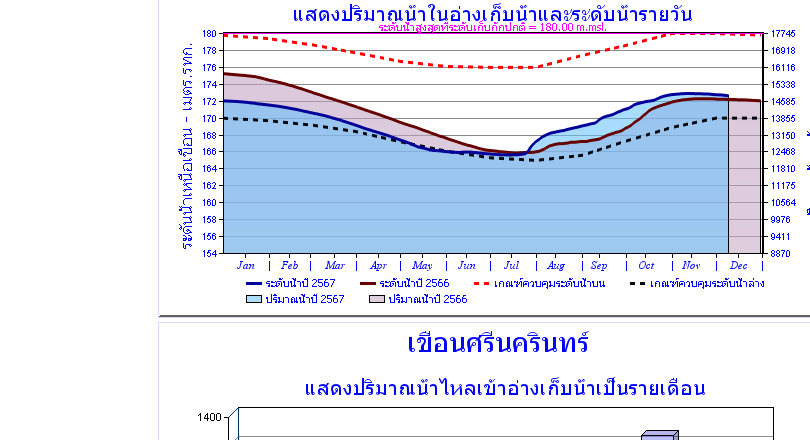 แสดงปริมาณน้ำในอ่างเก็บน้ำและระดับน้ำรายวัน
ระดับน้ำสูงสุดที่ระดับเก็บกักปกติ = 180.00 m.msl.
ระดับน้ำเหนือเขื่อน - เมตร.รทก.
180 17746
178 16918
176 16116
174 15338
172 14585
170 13855
168 13150
166 12468
164 11810
162 11175
160 10564
158 9976
156 9411
154 8870
Jan | Feb | Mar | Apr | May | Jun | Jul | Aug | Sep | Oct | Nov | Dec |
ระดับน้ำปี 2567 ระดับน้ำปี 2566 เกณฑ์ควบคุมระดับน้ำบน เกณฑ์ควบคุมระดับน้ำล่าง
ปริมาณน้ำปี 2567 ปริมาณน้ำปี 2566
เขื่อนศรีนครินทร์
แสดงปริมาณน้ำไหลเข้าอ่างเก็บน้ำเป็นรายเดือน
1400